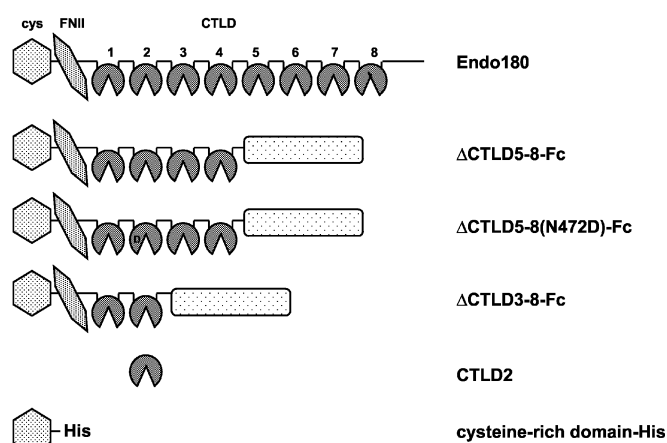 cys FNII CTLD
1 2 3 4 5 6 7 8
Endo180
ΔCTLD5-8-Fc
D
ΔCTLD5-8(N472D)-Fc
ΔCTLD3-8-Fc
CTLD2
His
cysteine-rich domain-His